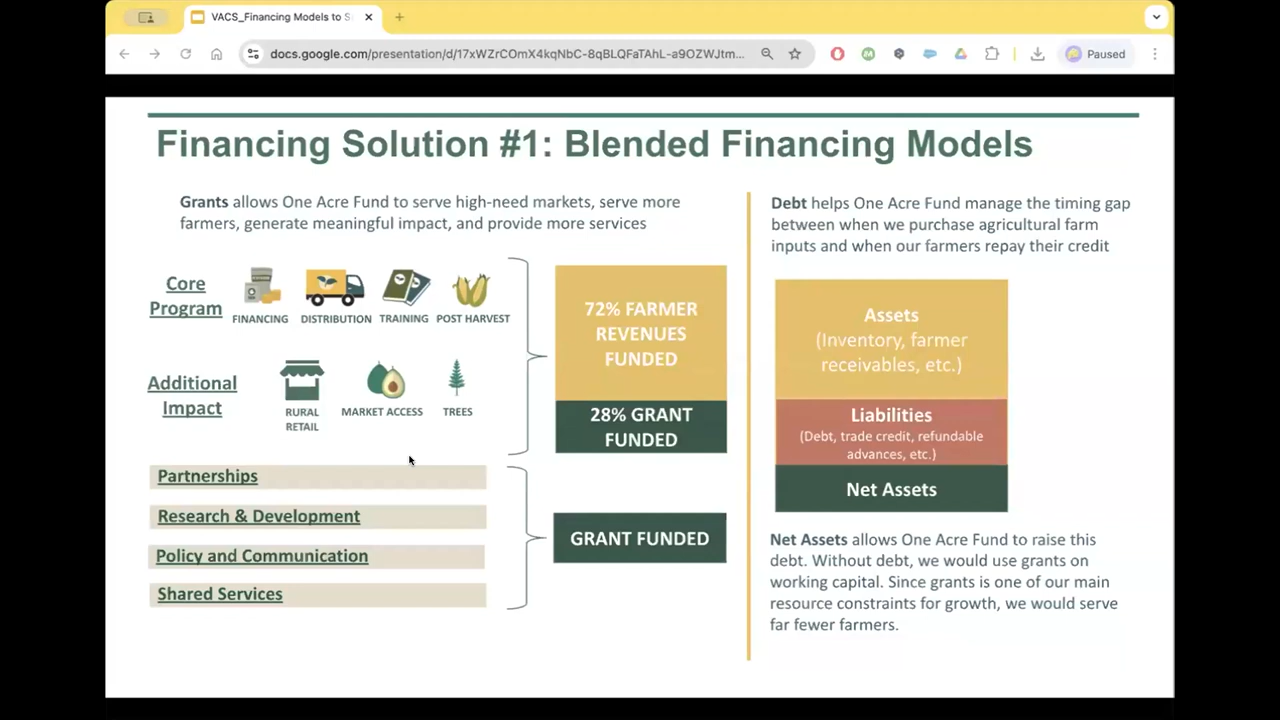 VACS_Financing Models to S
docs.google.com/presentation/d/17xWZrCOmX4kqNbC-8qBLQFaTAhL-a9OZWJtm...
Paused
Financing Solution #1: Blended Financing Models
Grants allows One Acre Fund to serve high-need markets, serve more
farmers, generate meaningful impact, and provide more services
Core
Program
FINANCING
DISTRIBUTION
TRAINING
POST HARVEST
Additional
Impact
RURAL
RETAIL
MARKET ACCESS
TREES
72% FARMER
REVENUES
FUNDED
28% GRANT
FUNDED
Partnerships
Research & Development
Policy and Communication
Shared Services
GRANT FUNDED
Debt helps One Acre Fund manage the timing gap
between when we purchase agricultural farm
inputs and when our farmers repay their credit
Assets
(Inventory, farmer
receivables, etc.)
Liabilities
(Debt, trade credit, refundable
advances, etc.)
Net Assets
Net Assets allows One Acre Fund to raise this
debt. Without debt, we would use grants on
working capital. Since grants is one of our main
resource constraints for growth, we would serve
far fewer farmers.